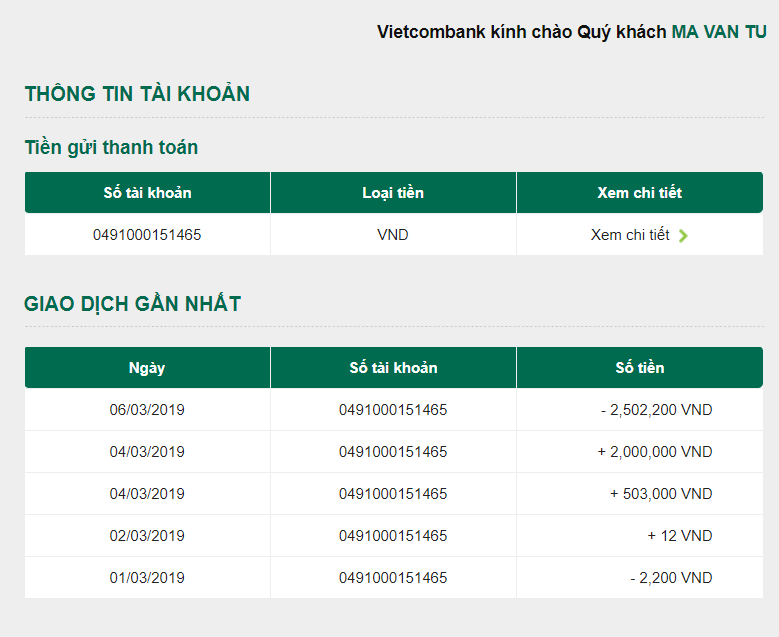 Vietcombank kính chào Quý khách MA VAN TU
THÔNG TIN TÀI KHOẢN
Tiền gửi thanh toán
Số tài khoản Loại tiền Xem chi tiết
0491000151465 VND Xem chi tiết
GIAO DỊCH GẦN NHẤT
Ngày Số tài khoản Số tiền
06/03/2019 0491000151465 - 2,502,200 VND
04/03/2019 0491000151465 + 2,000,000 VND
04/03/2019 0491000151465 + 503,000 VND
02/03/2019 0491000151465 + 12 VND
01/03/2019 0491000151465 - 2,200 VND